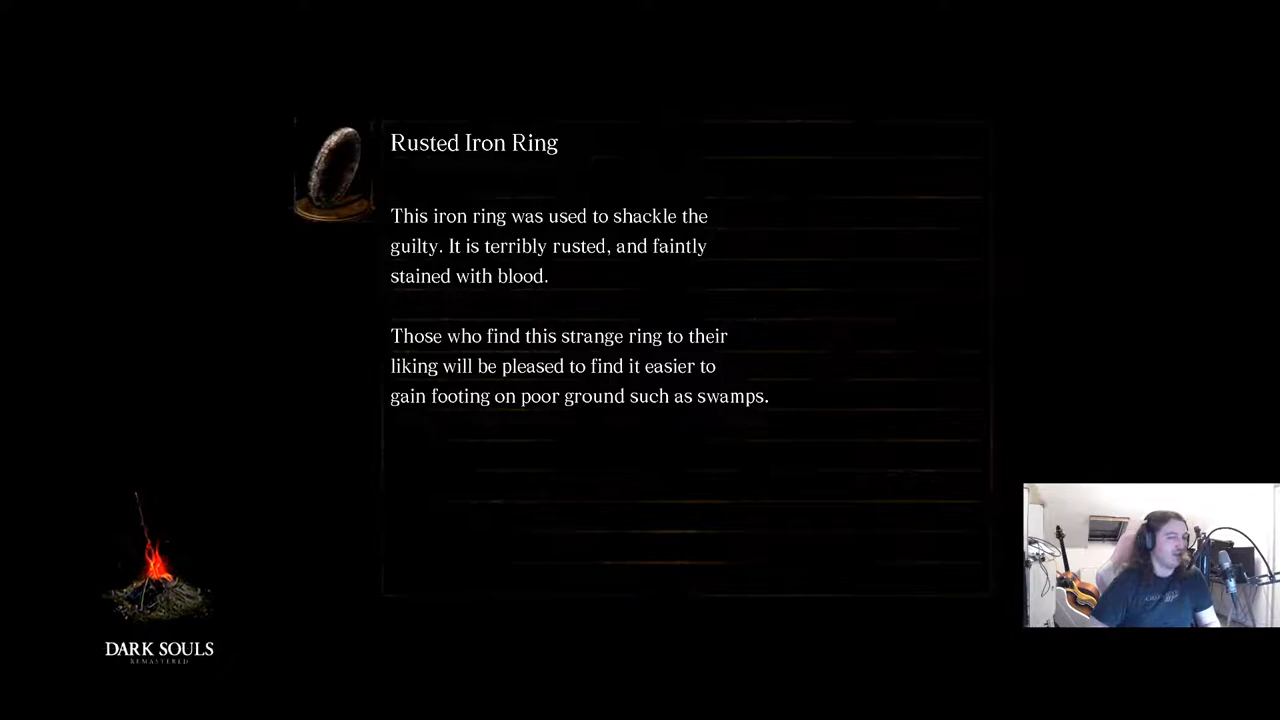 Rusted Iron Ring
This iron ring was used to shackle the
guilty. It is terribly rusted, and faintly
stained with blood.
Those who find this strange ring to their
liking will be pleased to find it easier to
gain footing on poor ground such as swamps.
DARK SOULS
REMASTERED